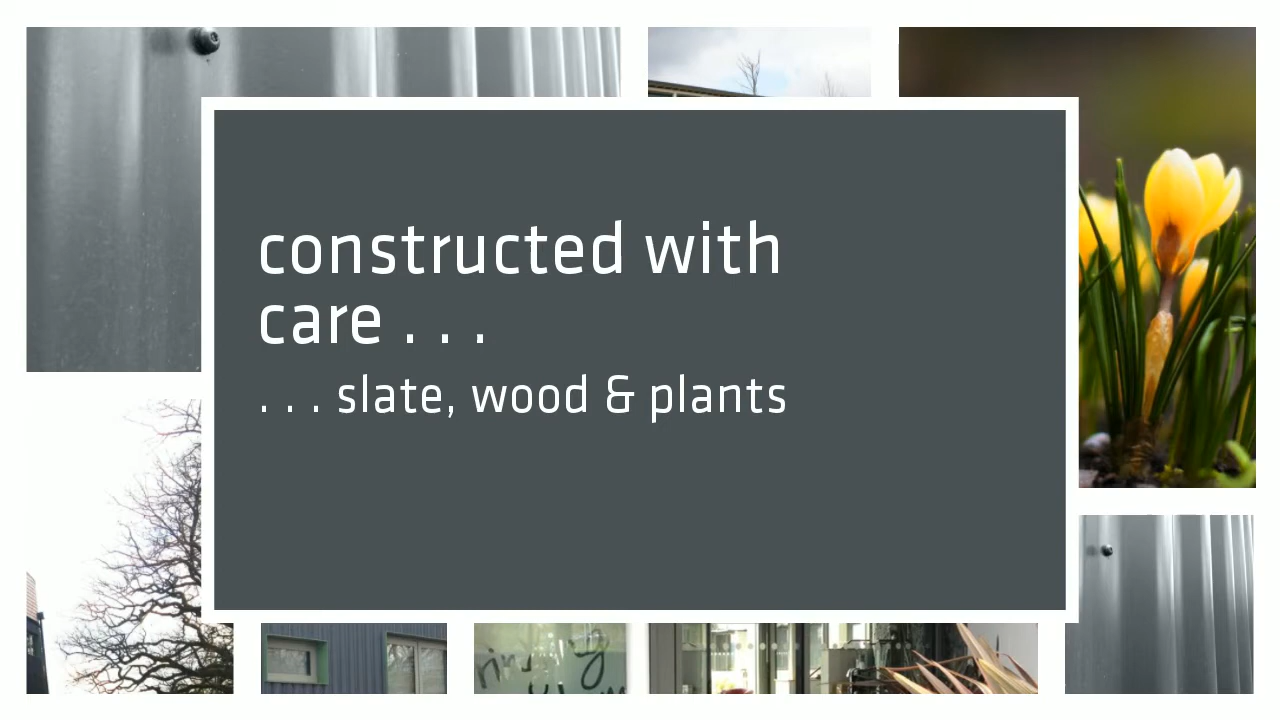 constructed with
care . . .
. . . slate, wood & plants